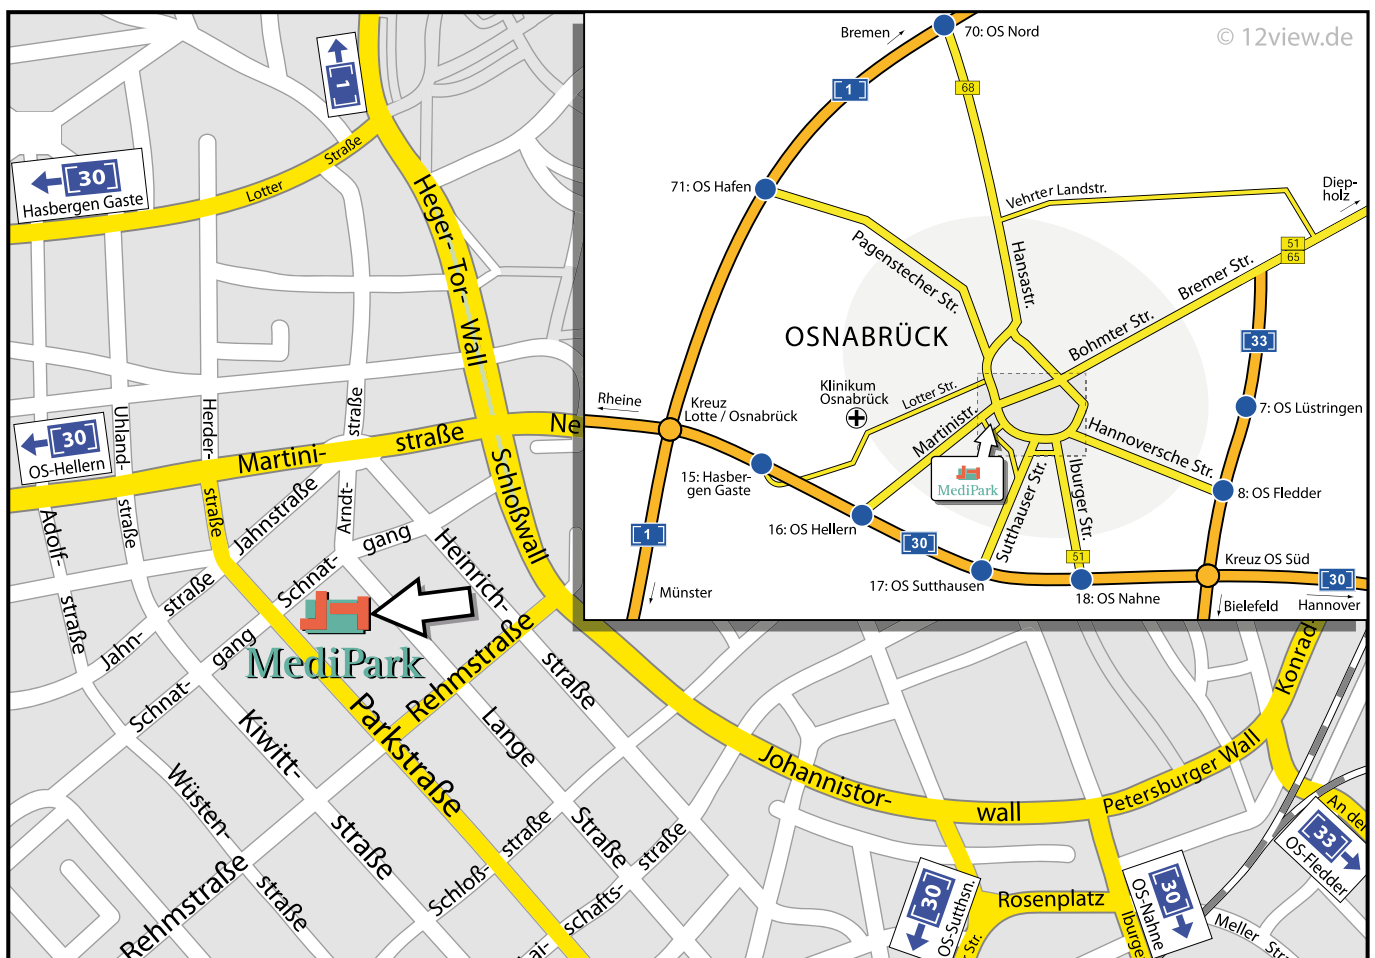 © 12view.de
Bremen
70: OS Nord
1
68
71: OS Hafen
Vehrter Landstr.
Diep-
holz
Pagenstecher Str.
Hansastr.
51
65
Bremer Str.
OSNABRÜCK
Bohmter Str.
33
Klinikum
Osnabrück
Lotter Str.
Rheine
Kreuz
Lotte / Osnabrück
7: OS Lüstringen
Martinistr.
Hannoversche Str.
15: Hasber-
gen Gaste
MediPark
8: OS Fledder
16: OS Hellern
Sutthauser Str.
Iburger Str.
1
30
51
Kreuz OS Süd
17: OS Sutthausen
18: OS Nahne
30
Münster
Bielefeld
Hannover
1
30
Hasbergen Gaste
Lotter
Straße
Heger-
Tor-
Wall
30
OS-Hellern
Uhland-
straße
Herder-
straße
straße
Arndt-
Martini-
straße
Ne
Schloßwall
Adolf-
straße
Jahnstraße
Jahn-
straße
Schnat-
gang
Schnat-
gang
Heinrich-
straße
MediPark
Rehmstraße
Parkstraße
Kiwitt-
straße
Lange
Straße
Wüsten-
straße
Rehmstraße
Schloß-
straße
schafts-
straße
Johannistor-
wall
Petersburger Wall
Konrad-
An der
33
OS-Fledder
30
OS-Sutthsn.
Rosenplatz
30
OS-Nahne
Str.
Iburger
Meller